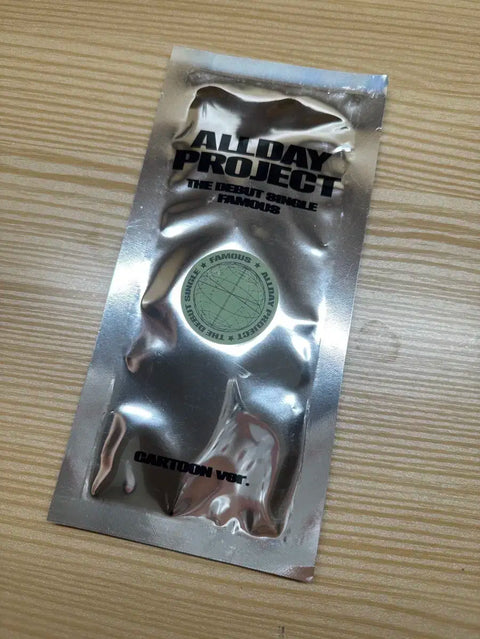 ALLDAY
PROJECT
THE DEBUT SINGLE
FAMOUS
★ FAMOUS ★ ALLDAY PROJECT ★ THE DEBUT SINGLE
CARTOON ver.